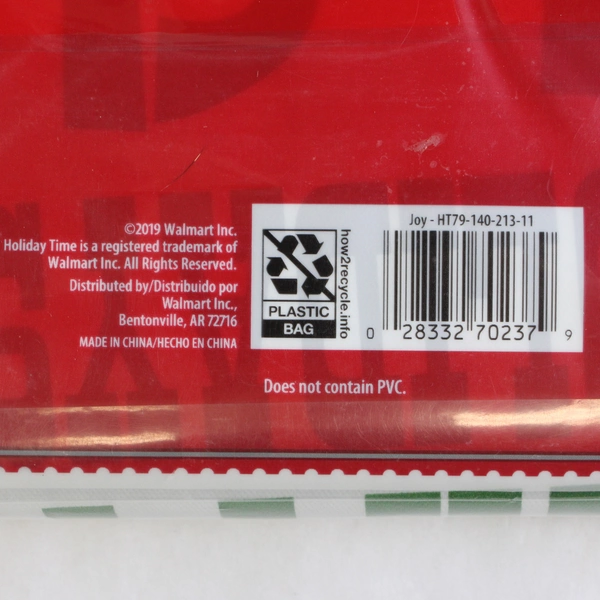 ©2019 Walmart Inc.
Holiday Time is a registered trademark of
Walmart Inc. All Rights Reserved.
Distributed by/Distribuido por
Walmart Inc.,
Bentonville, AR 72716
MADE IN CHINA/HECHO EN CHINA
PLASTIC
BAG
how2recycle.info
Joy - HT79-140-213-11
0 28332 70237 9
Does not contain PVC.